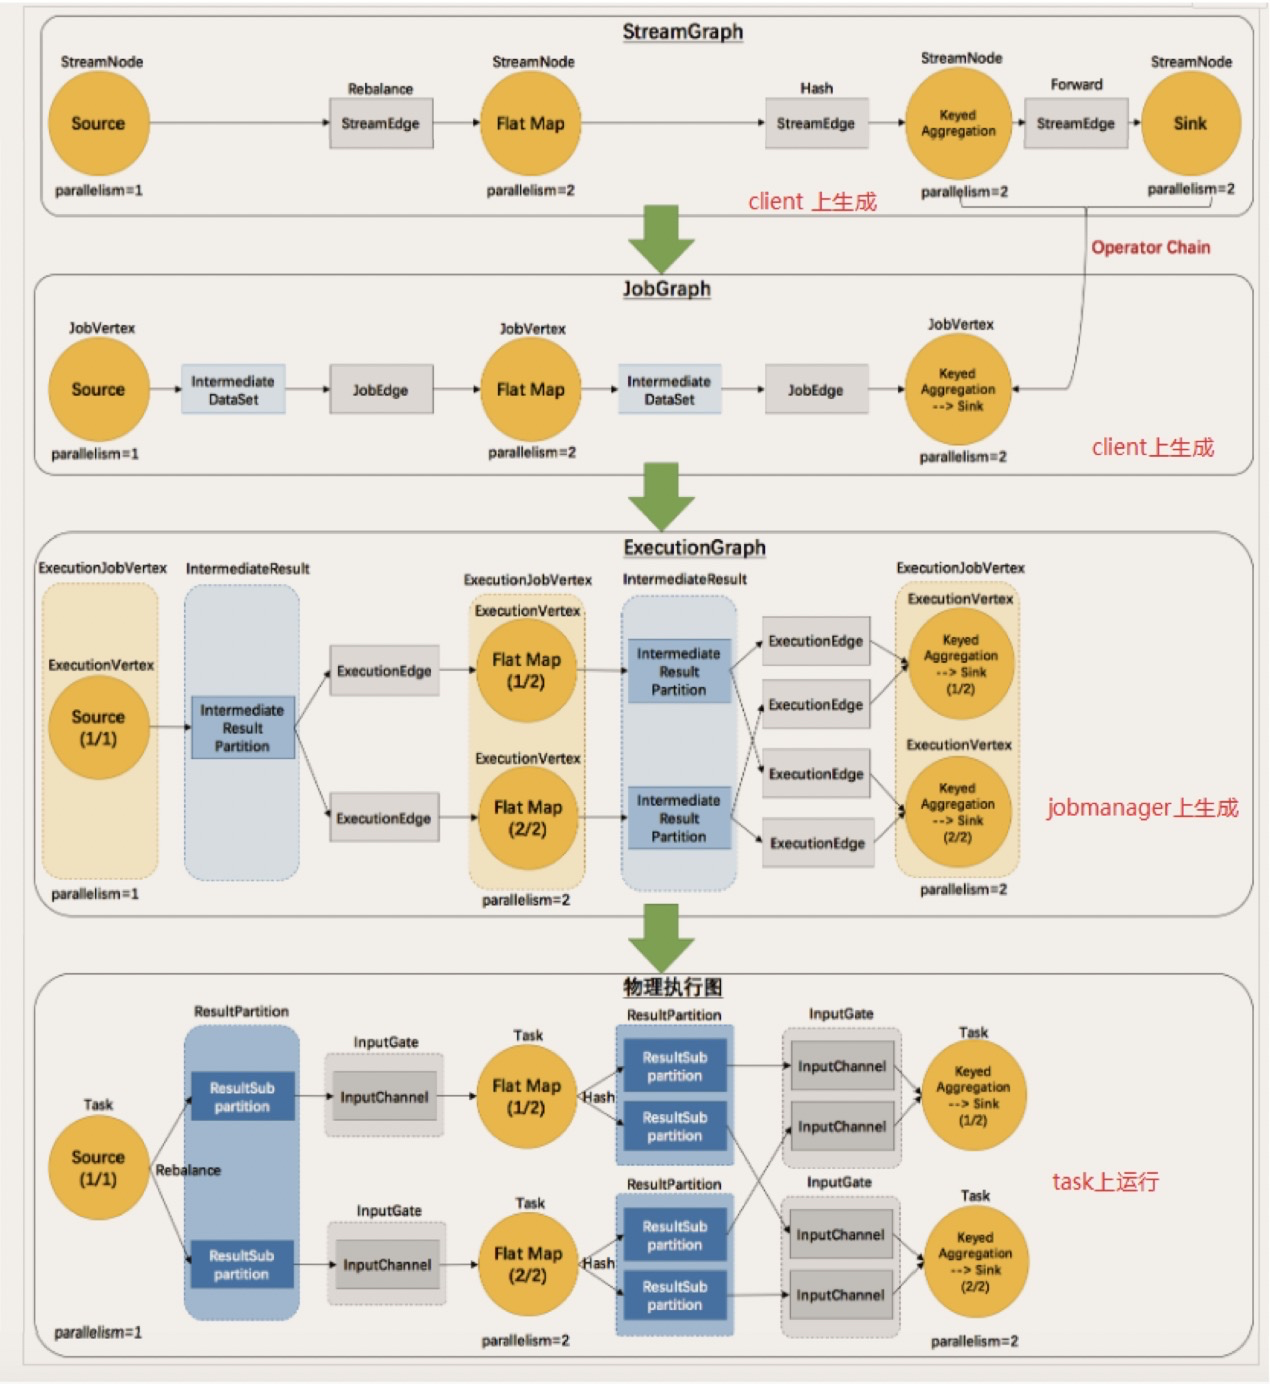 StreamGraph
StreamNode
Source
parallelism=1
Rebalance
StreamEdge
StreamNode
Flat Map
parallelism=2
Hash
StreamEdge
StreamNode
Keyed
Aggregation
parallelism=2
Forward
StreamEdge
StreamNode
Sink
parallelism=2
client 上生成
Operator Chain
JobGraph
JobVertex
Source
parallelism=1
Intermediate
DataSet
JobEdge
JobVertex
Flat Map
parallelism=2
Intermediate
DataSet
JobEdge
JobVertex
Keyed
Aggregation
--> Sink
parallelism=2
client上生成
ExecutionGraph
ExecutionJobVertex
ExecutionVertex
Source
(1/1)
parallelism=1
IntermediateResult
Intermediate
Result
Partition
ExecutionEdge
ExecutionEdge
ExecutionJobVertex
ExecutionVertex
Flat Map
(1/2)
ExecutionVertex
Flat Map
(2/2)
parallelism=2
IntermediateResult
Intermediate
Result
Partition
Intermediate
Result
Partition
ExecutionEdge
ExecutionEdge
ExecutionEdge
ExecutionEdge
ExecutionJobVertex
ExecutionVertex
Keyed
Aggregation
--> Sink
(1/2)
ExecutionVertex
Keyed
Aggregation
--> Sink
(2/2)
parallelism=2
jobmanager上生成
物理执行图
Task
Source
(1/1)
parallelism=1
Rebalance
ResultPartition
ResultSub
partition
ResultSub
partition
InputGate
InputChannel
InputGate
InputChannel
Task
Flat Map
(1/2)
Hash
Task
Flat Map
(2/2)
Hash
parallelism=2
ResultPartition
ResultSub
partition
ResultSub
partition
ResultPartition
ResultSub
partition
ResultSub
partition
InputGate
InputChannel
InputChannel
InputGate
InputChannel
InputChannel
Task
Keyed
Aggregation
--> Sink
(1/2)
Task
Keyed
Aggregation
--> Sink
(2/2)
parallelism=2
task上运行